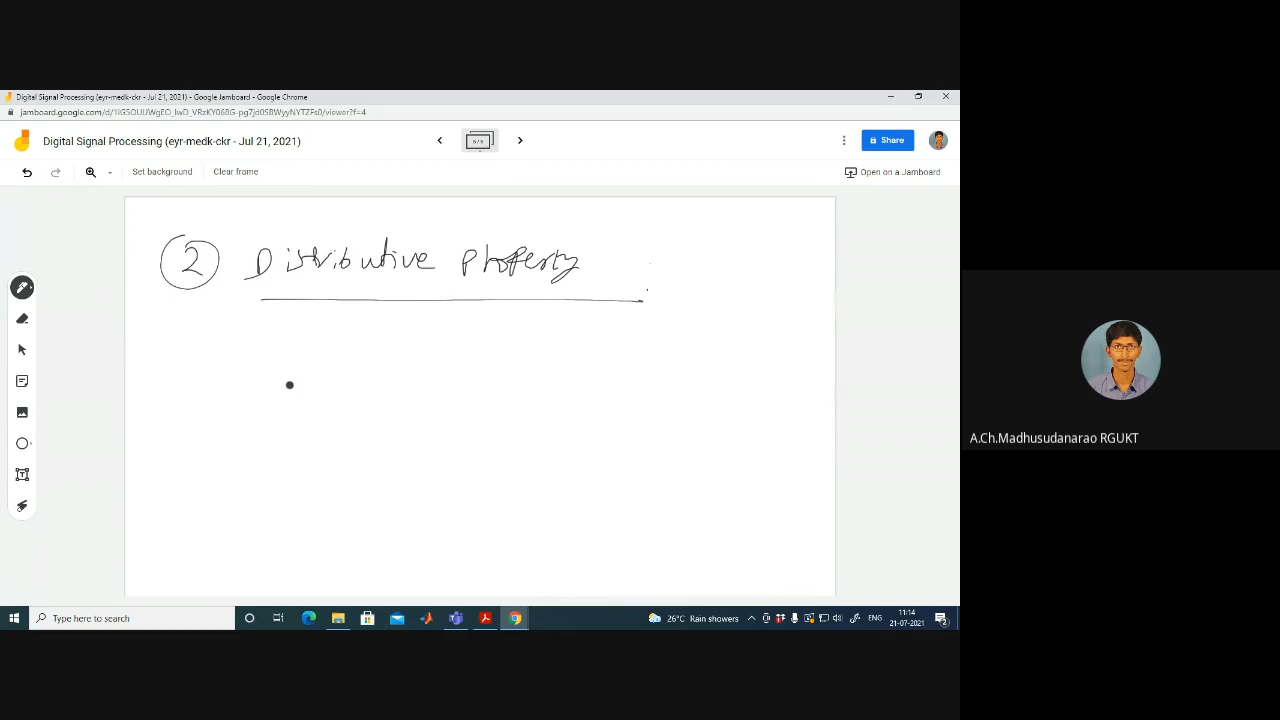 Digital Signal Processing (eyr-medk-ckr - Jul 21, 2021) - Google Jamboard - Google Chrome
Digital Signal Processing (eyr-medk-ckr - Jul 21, 2021)
Share
Set background
Clear frame
Open on a Jamboard
2 Distributive Property
A.Ch.Madhusudanarao RGUKT
Type here to search
26°C Rain showers
ENG
11:14
21-07-2021